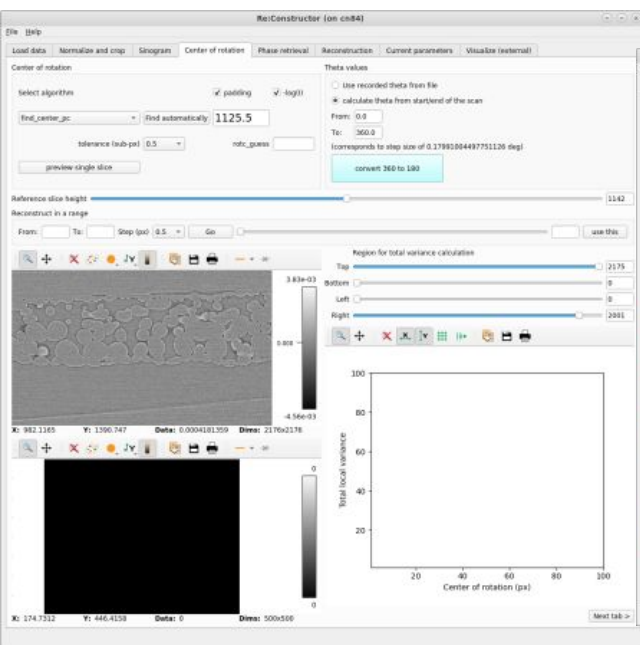 Re:Constructor (on cn84)
File Help
Load data Normalize and crop Sinogram Center of rotation Phase retrieval Reconstruction Current parameters Visualize (external)
Center of rotation
Select algorithm padding -log(I)
find_center_pc Find automatically 1125.5
tolerance (sub-px) 0.5 rotc_guess
preview single slice
Theta values
Use recorded theta from file
calculate theta from start/end of the scan
From: 0.0
To: 360.0
(corresponds to step size of 0.17991004497751126 deg)
convert 360 to 180
Reference slice height 1142
Reconstruct in a range
From: To: Step (px) 0.5 Go use this
3.83e-03
0.000
-4.56e-03
X: 982.1165 Y: 1390.747 Data: 0.0004181359 Dims: 2176x2176
0
0
X: 174.7312 Y: 446.4158 Data: 0 Dims: 500x500
Region for total variance calculation
Top 2175
Bottom 0
Left 0
Right 2001
100
80
60
40
20
Total local variance
20 40 60 80 100
Center of rotation (px)
Next tab >